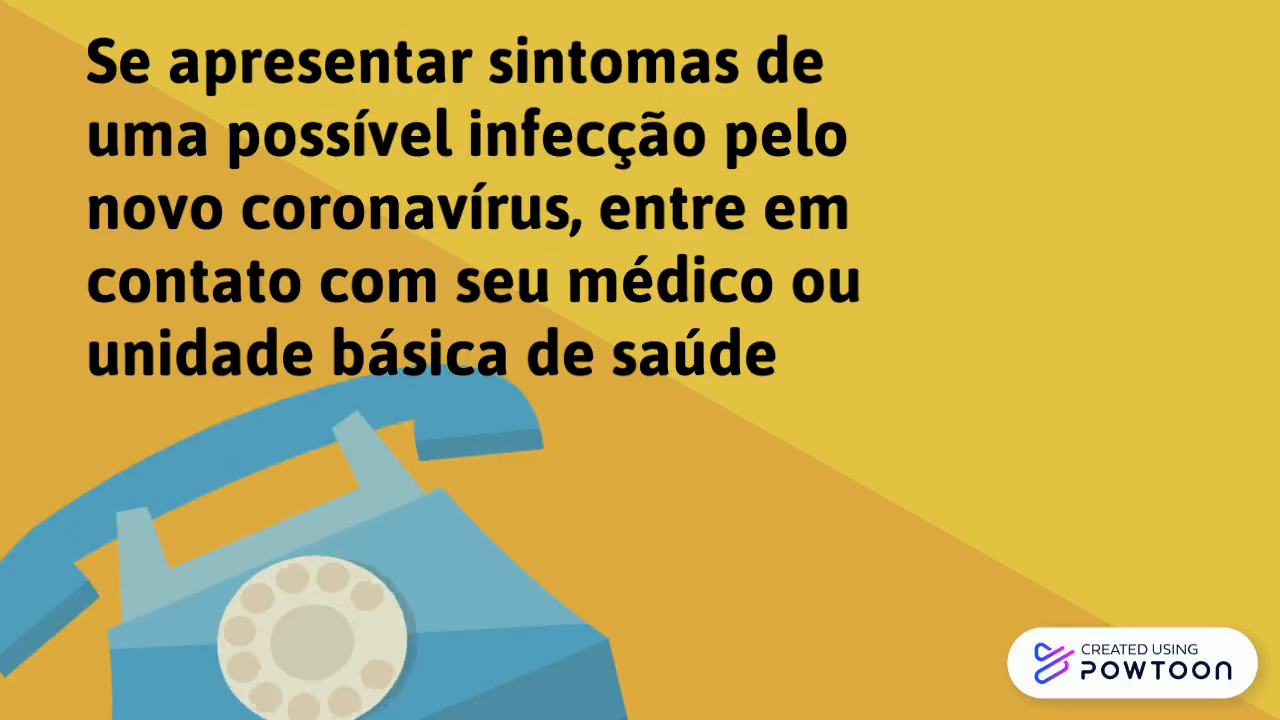 Se apresentar sintomas de
uma possível infecção pelo
novo coronavírus, entre em
contato com seu médico ou
unidade básica de saúde
CREATED USING
POWTOON